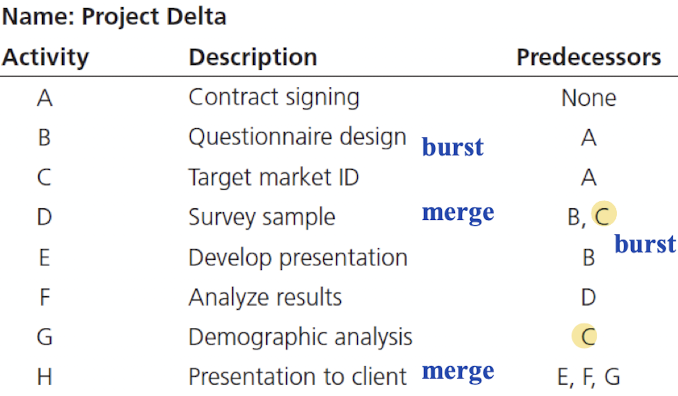 Name: Project Delta
Activity Description Predecessors
A Contract signing None
B Questionnaire design burst A
C Target market ID A
D Survey sample merge B, C
burst
E Develop presentation B
F Analyze results D
G Demographic analysis C
H Presentation to client merge E, F, G